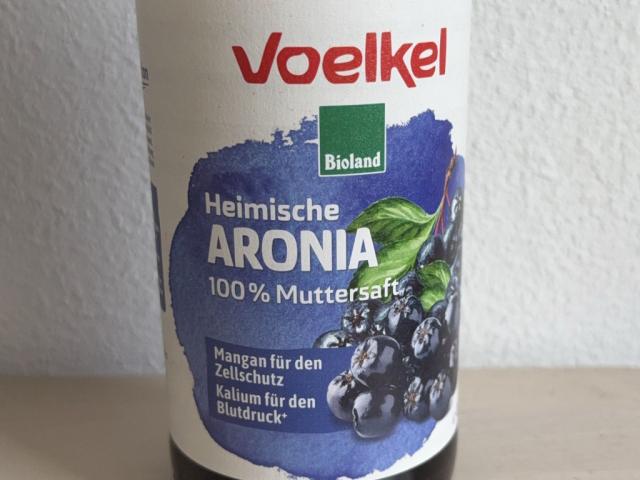 Voelkel
Bioland
Heimische
ARONIA
100 % Muttersaft
Mangan für den
Zellschutz
Kalium für den
Blutdruck⁺